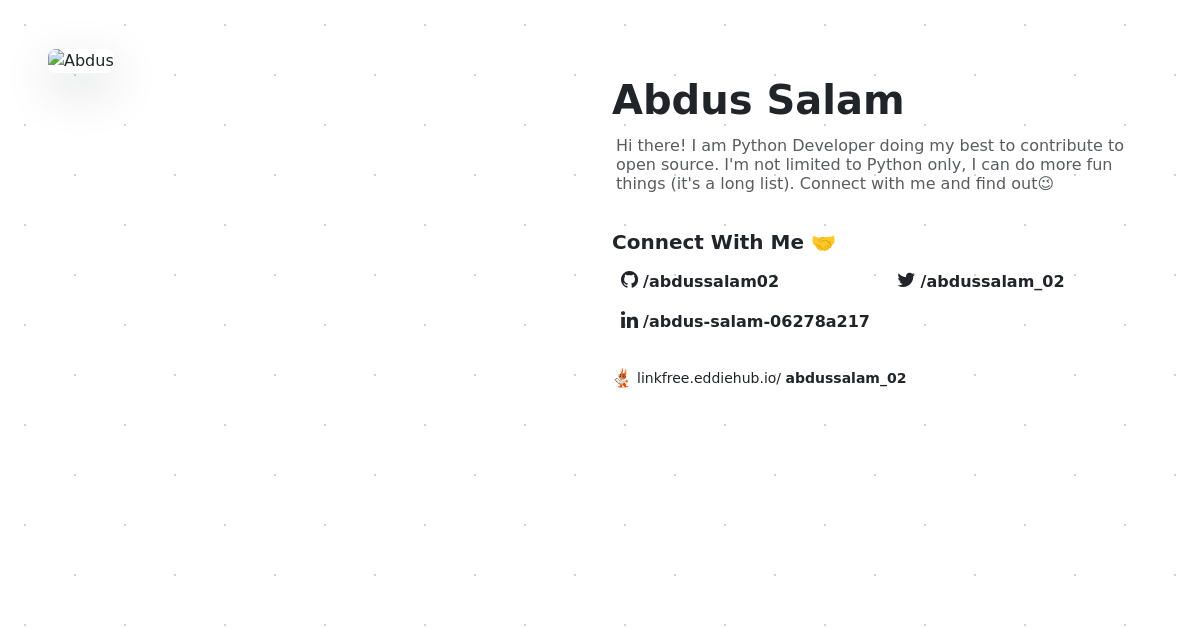 Abdus
Abdus Salam
Hi there! I am Python Developer doing my best to contribute to
open source. I'm not limited to Python only, I can do more fun
things (it's a long list). Connect with me and find out😉
Connect With Me 🤝
/abdussalam02
/abdussalam_02
/abdus-salam-06278a217
linkfree.eddiehub.io/ abdussalam_02